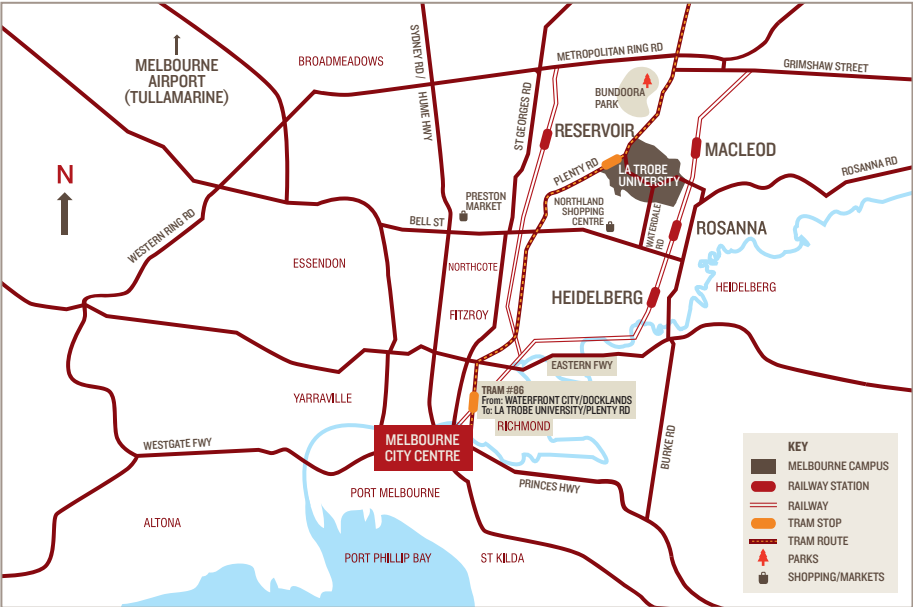 MELBOURNE
AIRPORT
(TULLAMARINE)
BROADMEADOWS
SYDNEY RD /
HUME HWY
ST GEORGES RD
METROPOLITAN RING RD
GRIMSHAW STREET
BUNDOORA
PARK
RESERVOIR
MACLEOD
PLENTY RD
LA TROBE
UNIVERSITY
ROSANNA RD
N
WESTERN RING RD
PRESTON
MARKET
BELL ST
NORTHLAND
SHOPPING
CENTRE
WATERDALE
RD
ROSANNA
ESSENDON
NORTHCOTE
HEIDELBERG
HEIDELBERG
FITZROY
EASTERN FWY
YARRAVILLE
TRAM #86
From: WATERFRONT CITY/DOCKLANDS
To: LA TROBE UNIVERSITY/PLENTY RD
RICHMOND
MELBOURNE
CITY CENTRE
WESTGATE FWY
BURKE RD
PRINCES HWY
PORT MELBOURNE
ALTONA
PORT PHILLIP BAY
ST KILDA
KEY
MELBOURNE CAMPUS
RAILWAY STATION
RAILWAY
TRAM STOP
TRAM ROUTE
PARKS
SHOPPING/MARKETS